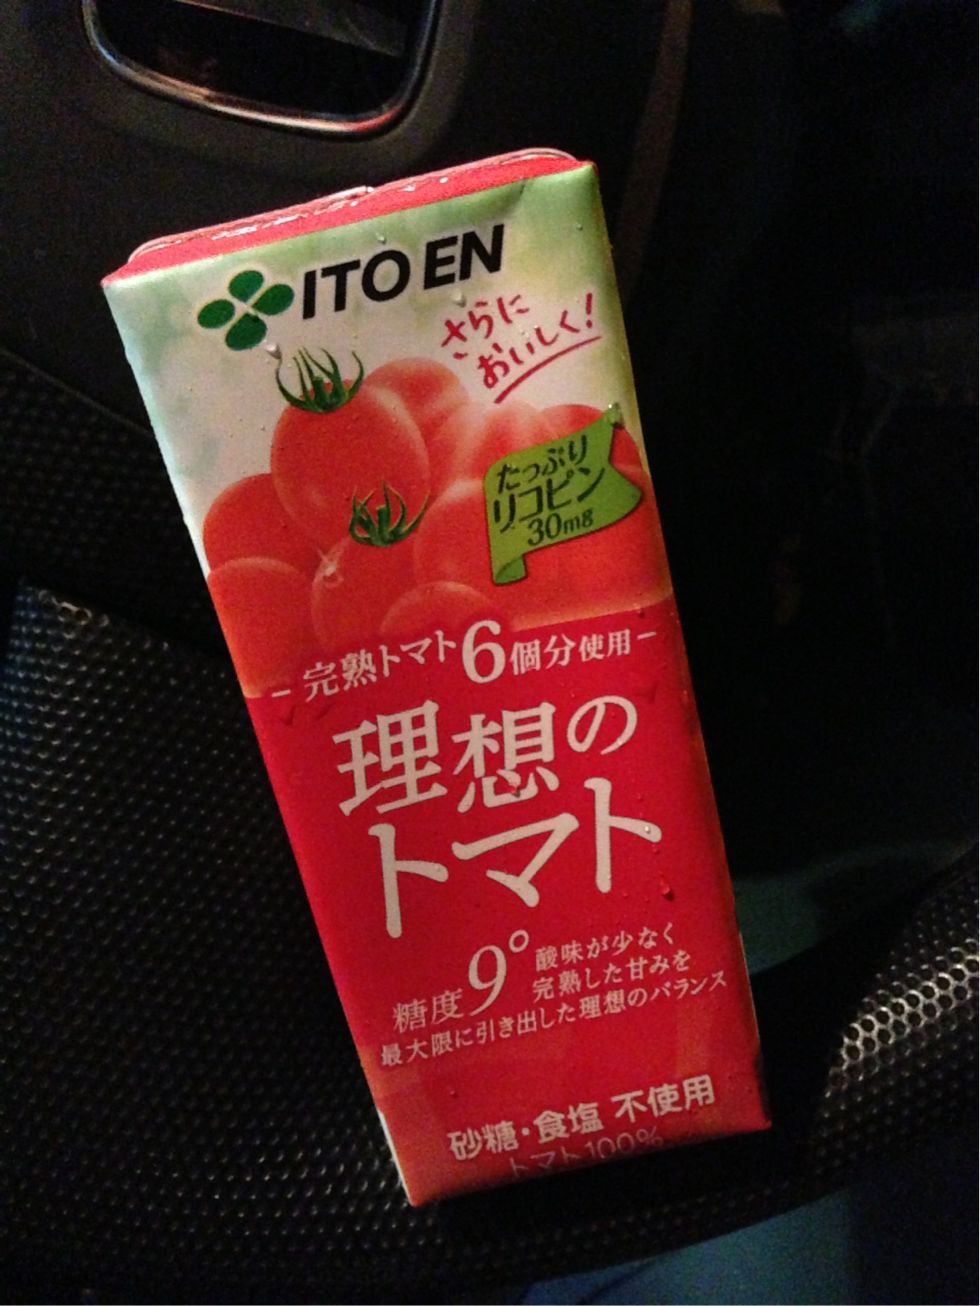 ITO EN
さらに
おいしく!
たっぷり
リコピン
30mg
- 完熟トマト6個分使用 -
理想の
トマト
糖度9°
酸味が少なく
完熟した甘みを
最大限に引き出した理想のバランス
砂糖・食塩 不使用
トマト100%